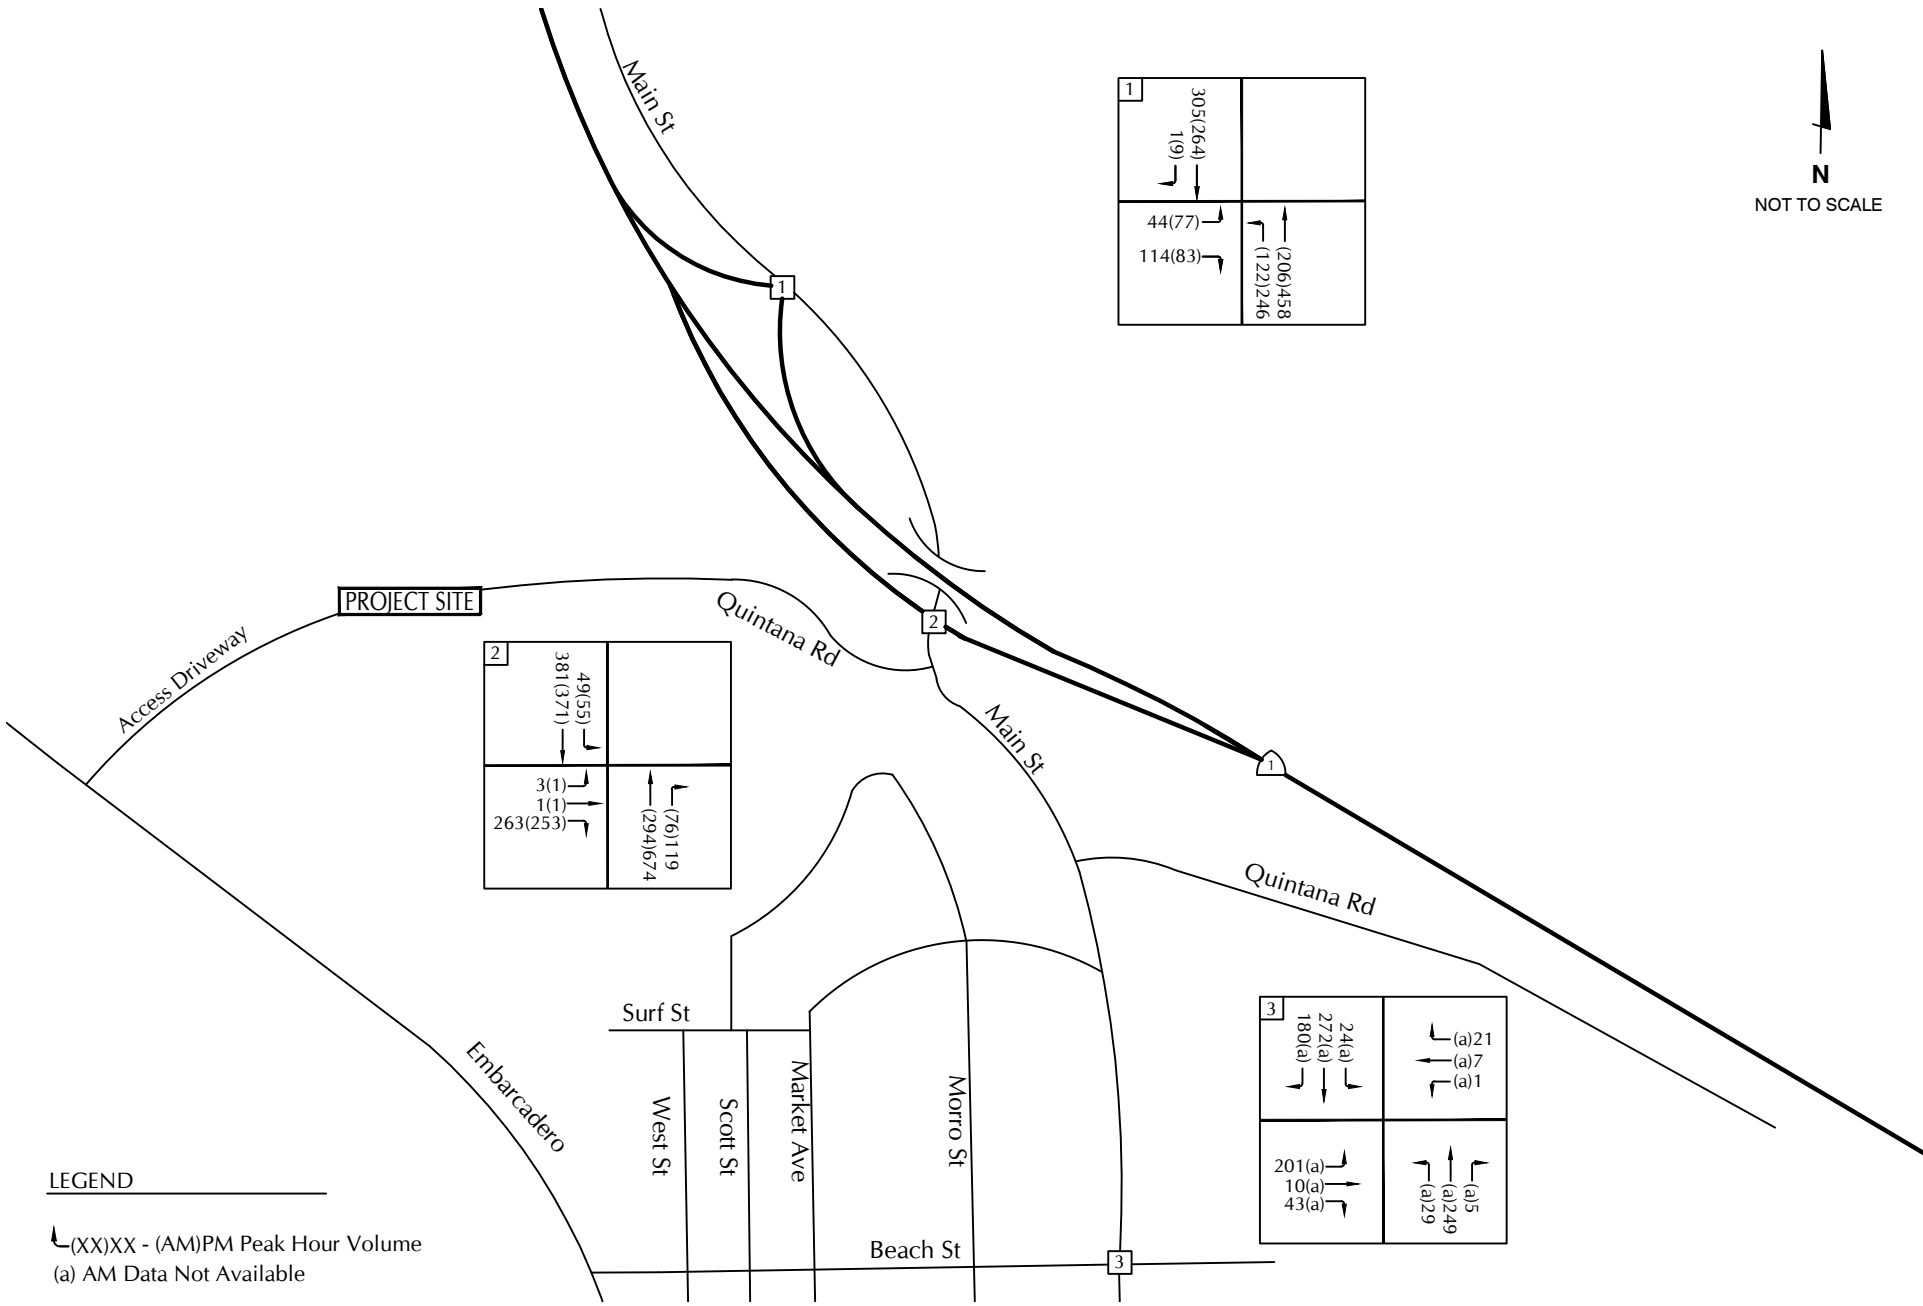 Main St
1
305(264)
1(9)
44(77)
114(83)
(206)458
(122)246
N
NOT TO SCALE
1
PROJECT SITE
Quintana Rd
2
Access Driveway
2
49(55)
381(371)
3(1)
1(1)
263(253)
(76)119
(294)674
Main St
1
Quintana Rd
Surf St
Embarcadero
West St
Scott St
Market Ave
Morro St
3
24(a)
272(a)
180(a)
(a)21
(a)7
(a)1
201(a)
10(a)
43(a)
(a)5
(a)249
(a)29
Beach St
3
LEGEND
(XX)XX - (AM)PM Peak Hour Volume
(a) AM Data Not Available